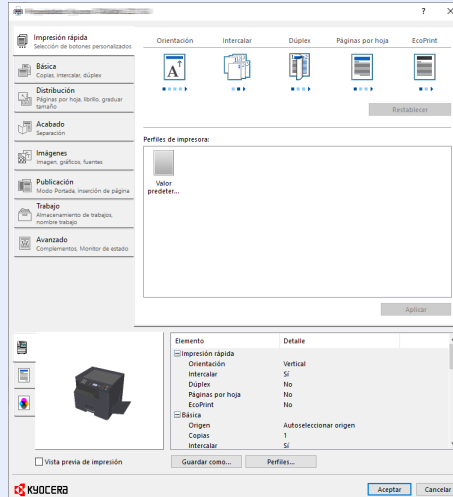 ? X
Impresión rápida
Selección de botones personalizados
Orientación Intercalar Dúplex Páginas por hoja EcoPrint
Básica
Copias, intercalar, dúplex
A
Distribución
Páginas por hoja, librillo, graduar
tamaño
Restablecer
Acabado
Separación
Perfiles de impresora:
Imágenes
Imagen, gráficos, fuentes
Publicación
Modo Portada, inserción de página
Valor
predeter...
Trabajo
Almacenamiento de trabajos,
nombre trabajo
Avanzado
Complementos, Monitor de estado
Aplicar
Elemento Detalle
Impresión rápida
Orientación Vertical
Intercalar Sí
Dúplex No
Páginas por hoja No
EcoPrint No
Básica
Origen Autoseleccionar origen
Copias 1
Intercalar Sí
Vista previa de impresión Guardar como... Perfiles...
KYOCERA Aceptar Cancelar